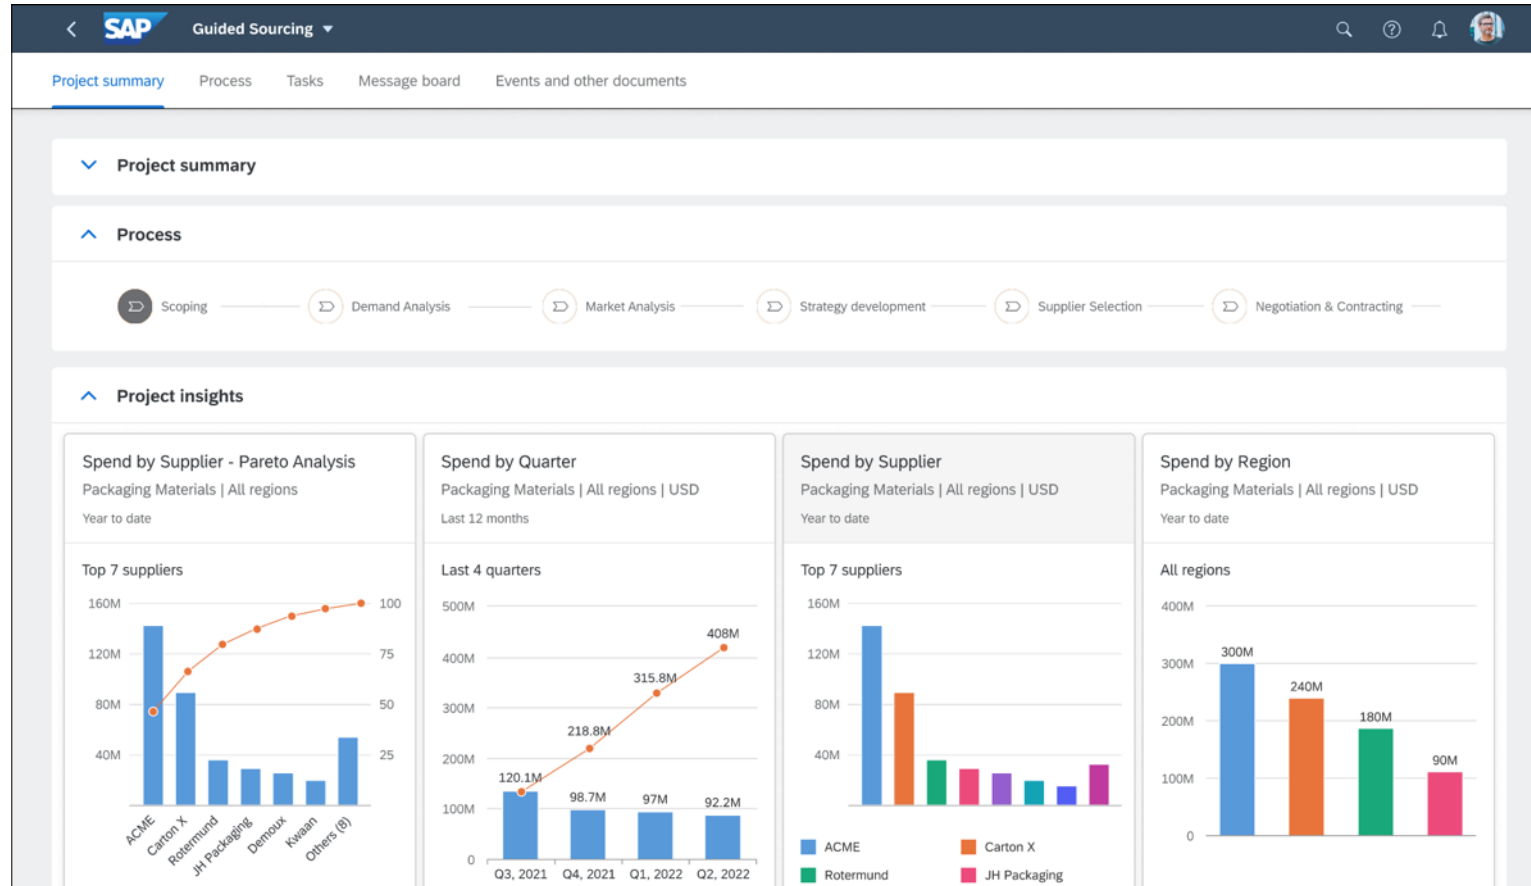 SAP Guided Sourcing
Project summary Process Tasks Message board Events and other documents
Project summary
Process
Scoping Demand Analysis Market Analysis Strategy development Supplier Selection Negotiation & Contracting
Project insights
Spend by Supplier - Pareto Analysis
Packaging Materials | All regions
Year to date
Top 7 suppliers
160M 100
120M 75
80M 50
40M 25
ACME Carton X Rotermund JH Packaging Demoux Kwaan Others (8)
Spend by Quarter
Packaging Materials | All regions | USD
Last 12 months
Last 4 quarters
500M
408M
400M
315.8M
300M
218.8M
200M
120.1M
98.7M 97M 92.2M
100M
0
Q3, 2021 Q4, 2021 Q1, 2022 Q2, 2022
Spend by Supplier
Packaging Materials | All regions | USD
Year to date
Top 7 suppliers
160M
120M
80M
40M
ACME Carton X
Rotermund JH Packaging
Spend by Region
Packaging Materials | All regions | USD
Year to date
All regions
400M
300M
300M
240M
200M
180M
90M
100M
0